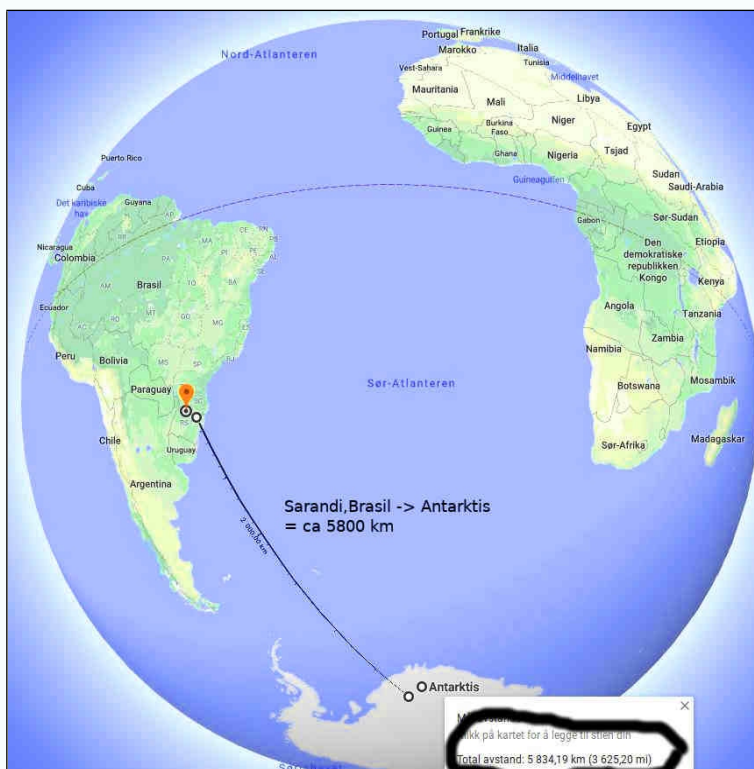 Portugal Frankrike
Marokko
Italia
Nord-Atlanteren
Vest-Sahara
Tunisia
Middelhavet
Mauritania
Mali
Libya
Niger
Egypt
Burkina
Faso
Guinea
Tsjad
Ghana
Nigeria
Sudan
Puerto Rico
Saudi-Arabia
Guineagulfen
Cuba
Det karibiske
hav
Guyana
Gabon
Sør-Sudan
Nicaragua
Colombia
Den
demokratiske
republikken
Kongo
Etiopia
Brasil
Kenya
Ecuador
Angola
Tanzania
Zambia
Peru
Bolivia
Namibia
Sør-Atlanteren
Botswana
Mosambik
Paraguay
Chile
Madagaskar
Sør-Afrika
Uruguay
Argentina
Sarandi,Brasil -> Antarktis
= ca 5800 km
2 000,00 km
Antarktis
på kartet for å legge til stien din
Total avstand: 5 834,19 km (3 625,20 mi)